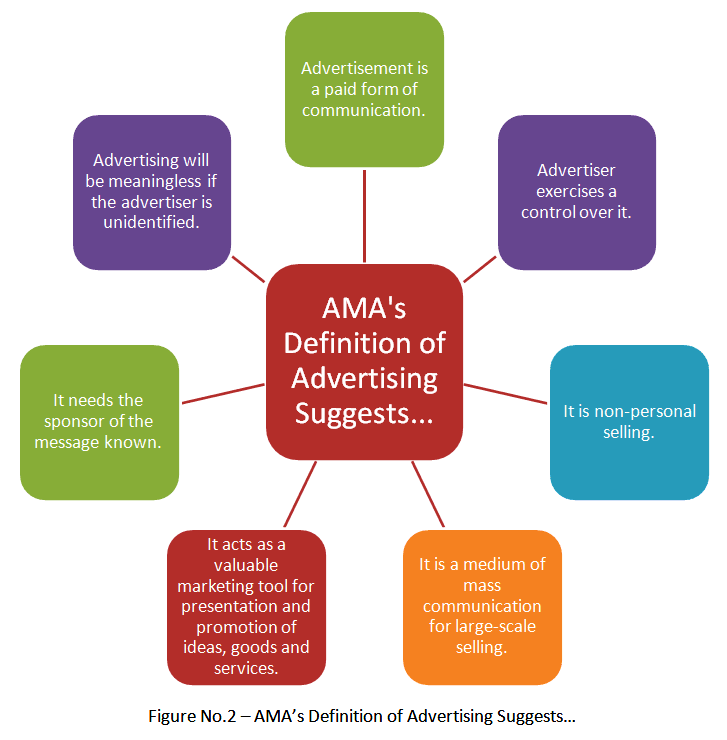 Advertisement is
a paid form of
communication.
Advertising will
be meaningless if
the advertiser is
unidentified.
Advertiser
exercises a
control over it.
AMA's
Definition of
Advertising
Suggests...
It needs the
sponsor of the
message known.
It is non-personal
selling.
It acts as a
valuable
marketing tool for
presentation and
promotion of
ideas, goods and
services.
It is a medium of
mass
communication
for large-scale
selling.
Figure No.2 – AMA’s Definition of Advertising Suggests…